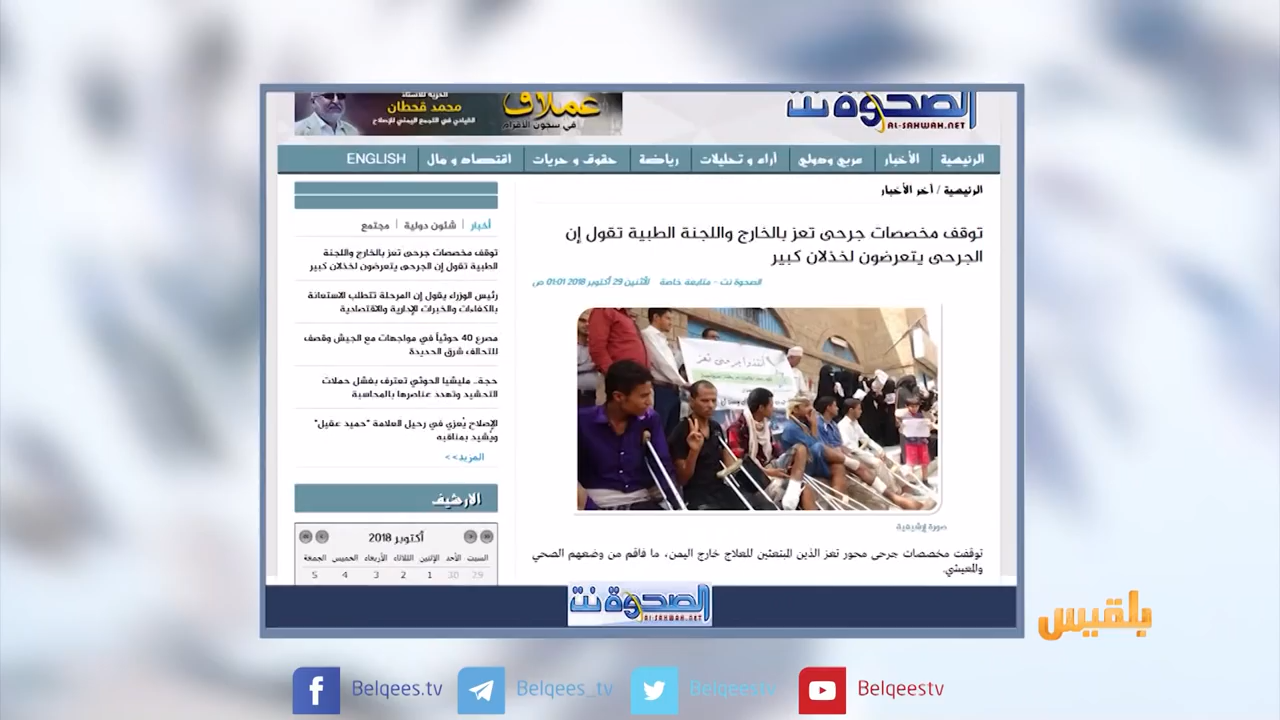 الحرية للأستاذ
محمد قحطان
القيادي في التجمع اليمني للإصلاح
عملاق
في سجون الأقزام
الصحوة نت
AL-SAHWAH.NET
الرئيسية
الأخبار
عربي ودولي
آراء و تحليلات
رياضة
حقوق و حريات
اقتصاد و مال
ENGLISH
الرئيسية / آخر الأخبار
توقف مخصصات جرحى تعز بالخارج واللجنة الطبية تقول إن
الجرحى يتعرضون لخذلان كبير
الصحوة نت - متابعة خاصة
الأثنين 29 أكتوبر 2018 01:01 ص
أنقذوا جرحى تعز
صورة إرشيفية
توقفت مخصصات جرحى محور تعز الذين المبتعثين للعلاج خارج اليمن، ما فاقم من وضعهم الصحي
والمعيشي.
أخبار | شئون دولية | مجتمع
توقف مخصصات جرحى تعز بالخارج واللجنة
الطبية تقول إن الجرحى يتعرضون لخذلان كبير
رئيس الوزراء يقول إن المرحلة تتطلب الاستعانة
بالكفاءات والخبرات الإدارية والاقتصادية
مصرع 40 حوثياً في مواجهات مع الجيش وقصف
للتحالف شرق الحديدة
حجة.. مليشيا الحوثي تعترف بفشل حملات
التحشيد وتهدد عناصرها بالمحاسبة
الإصلاح يُعزي في رحيل العلامة "حميد عقيل"
ويُشيد بمناقبه
المزيد>>
الارشيف
أكتوبر 2018
السبت الأحد الإثنين الثلاثاء الأربعاء الخميس الجمعة
29 30 1 2 3 4 5
الصحوة نت
AL-SAHWAH.NET
بلقيس
Belqees.tv
Belqees_tv
Belqeestv
Belqeestv